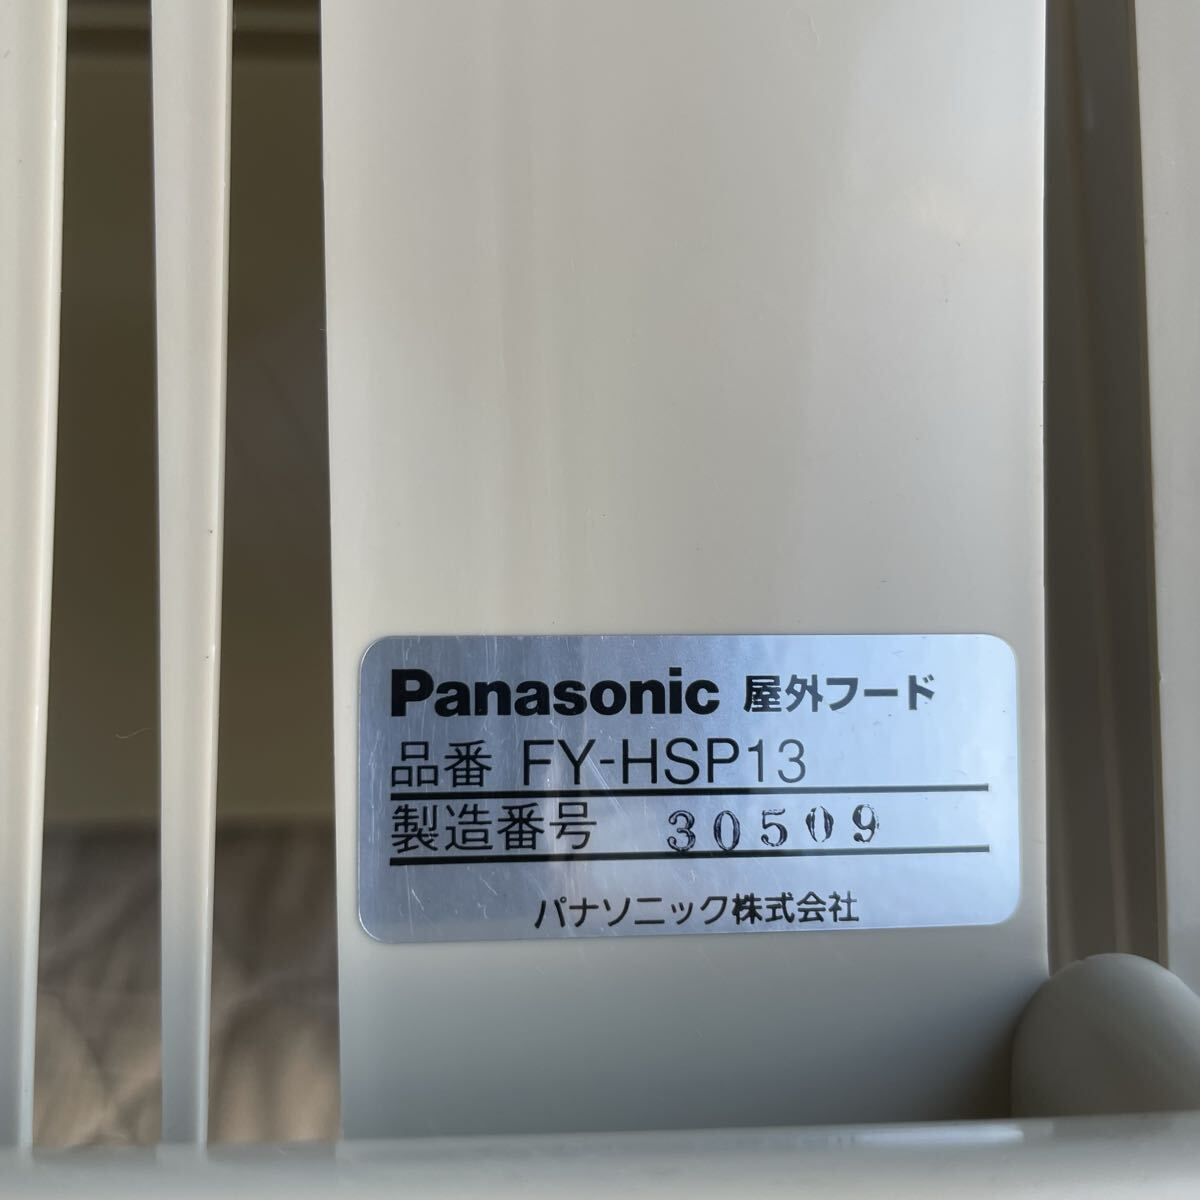 Panasonic 屋外フード
品番 FY-HSP13
製造番号 30509
パナソニック株式会社